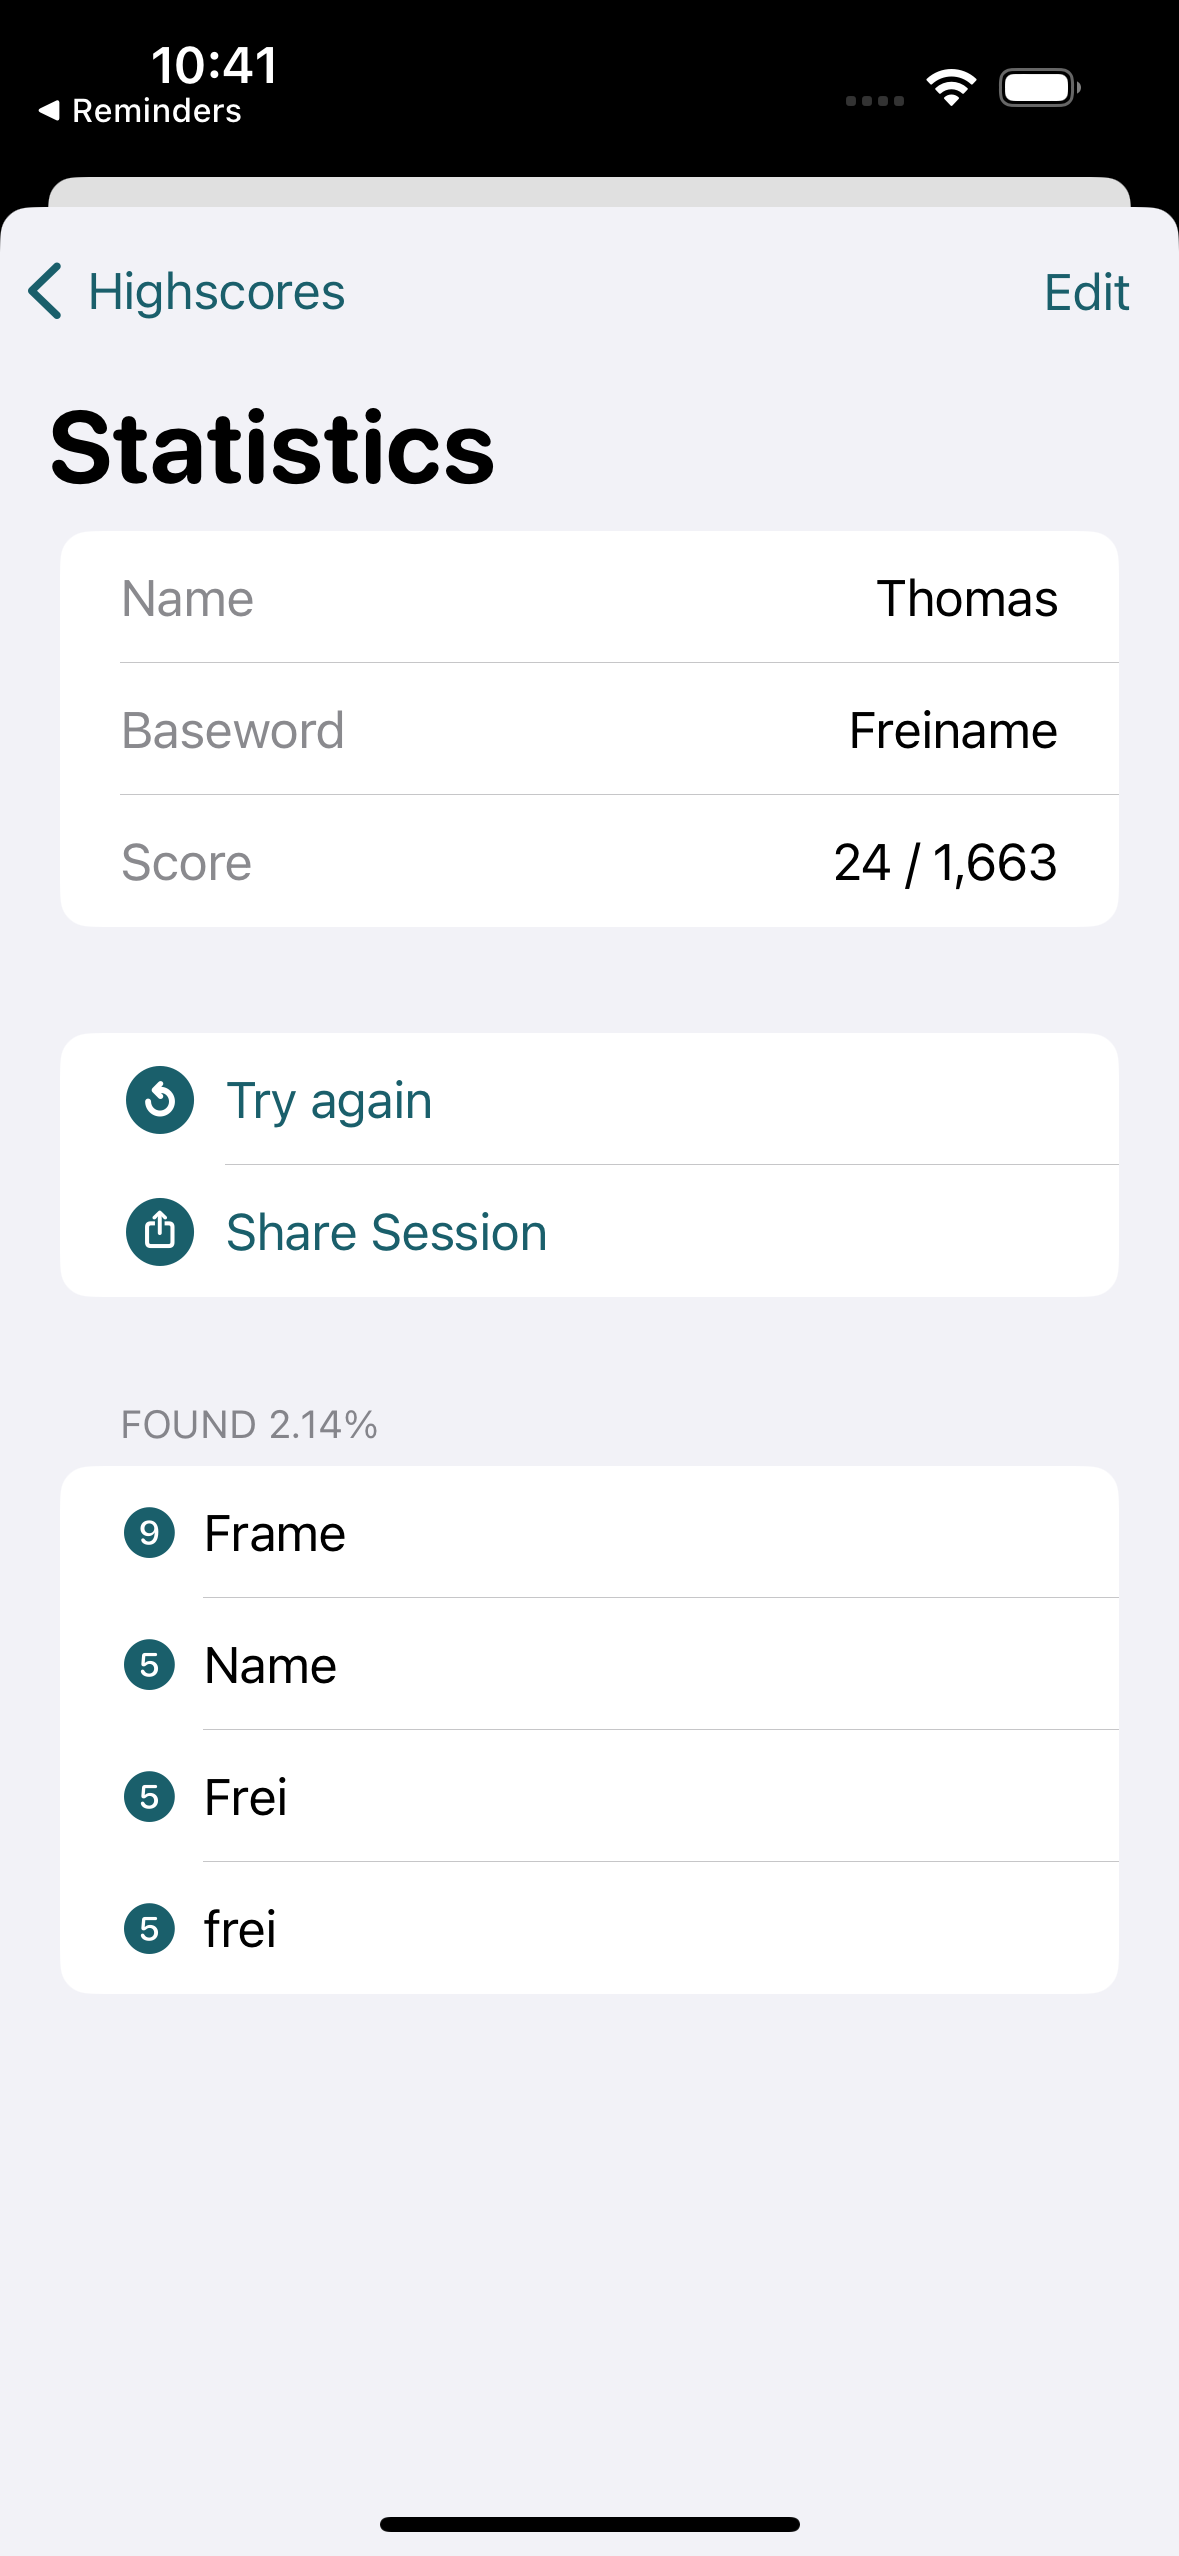 10:41
Reminders
Highscores
Edit
Statistics
Name
Thomas
Baseword
Freiname
Score
24 / 1,663
Try again
Share Session
FOUND 2.14%
9 Frame
5 Name
5 Frei
5 frei